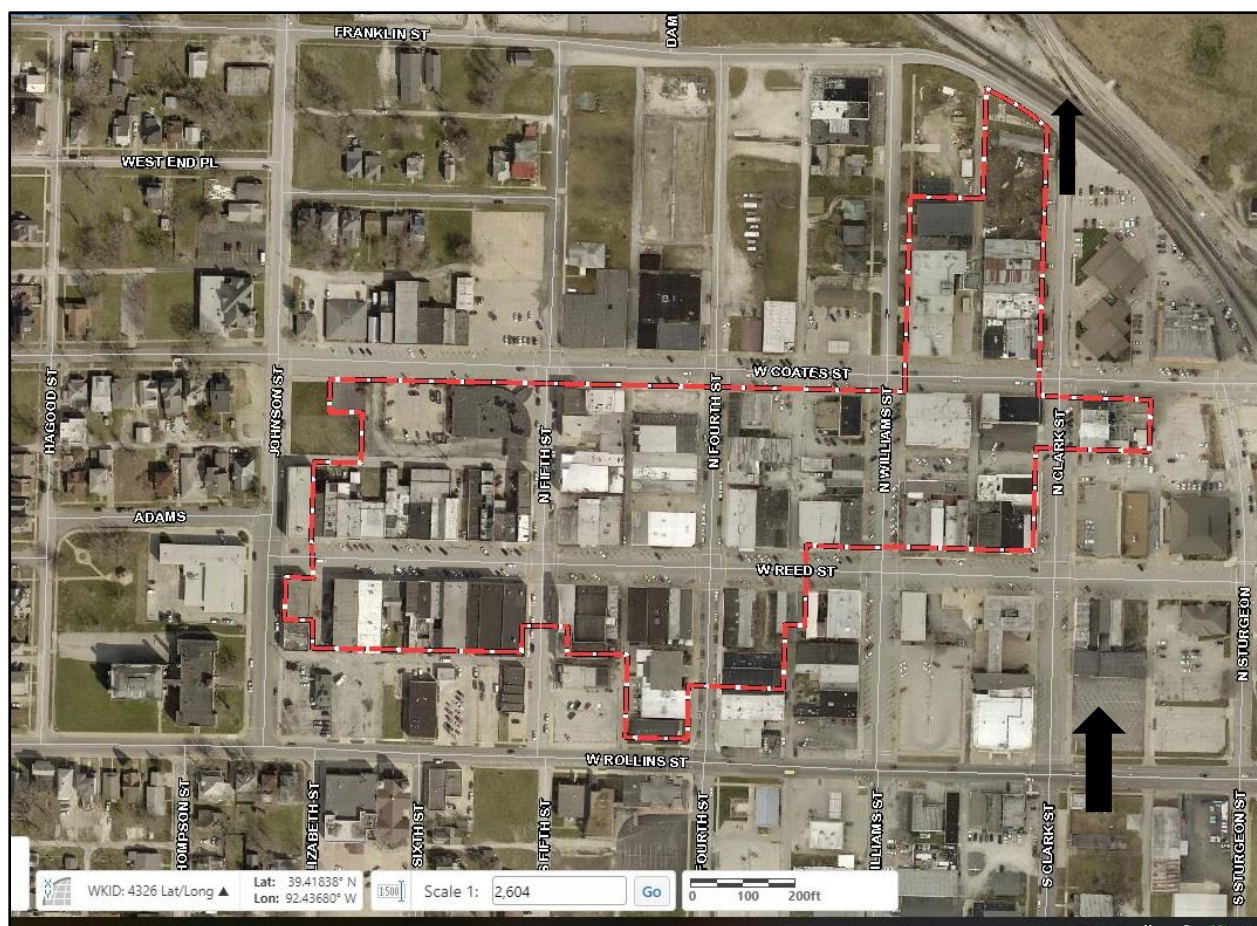 FRANKLIN ST
DAM
WEST END PL
HAGOOD ST
JOHNSON ST
W COATES ST
N FIFTH ST
N FOURTH ST
N WILLIAMS ST
N CLARK ST
ADAMS
W REED ST
N STURGEON
W ROLLINS ST
HOMPSON ST
LIZABETH ST
SIXTH ST
S FIFTH ST
FOURTH ST
ILLIAMS ST
S CLARK ST
S STURGEON ST
WKID: 4326 Lat/Long ▲
Lat: 39.41838° N
Lon: 92.43680° W
1:500
Scale 1:
2,604
Go
0 100 200ft